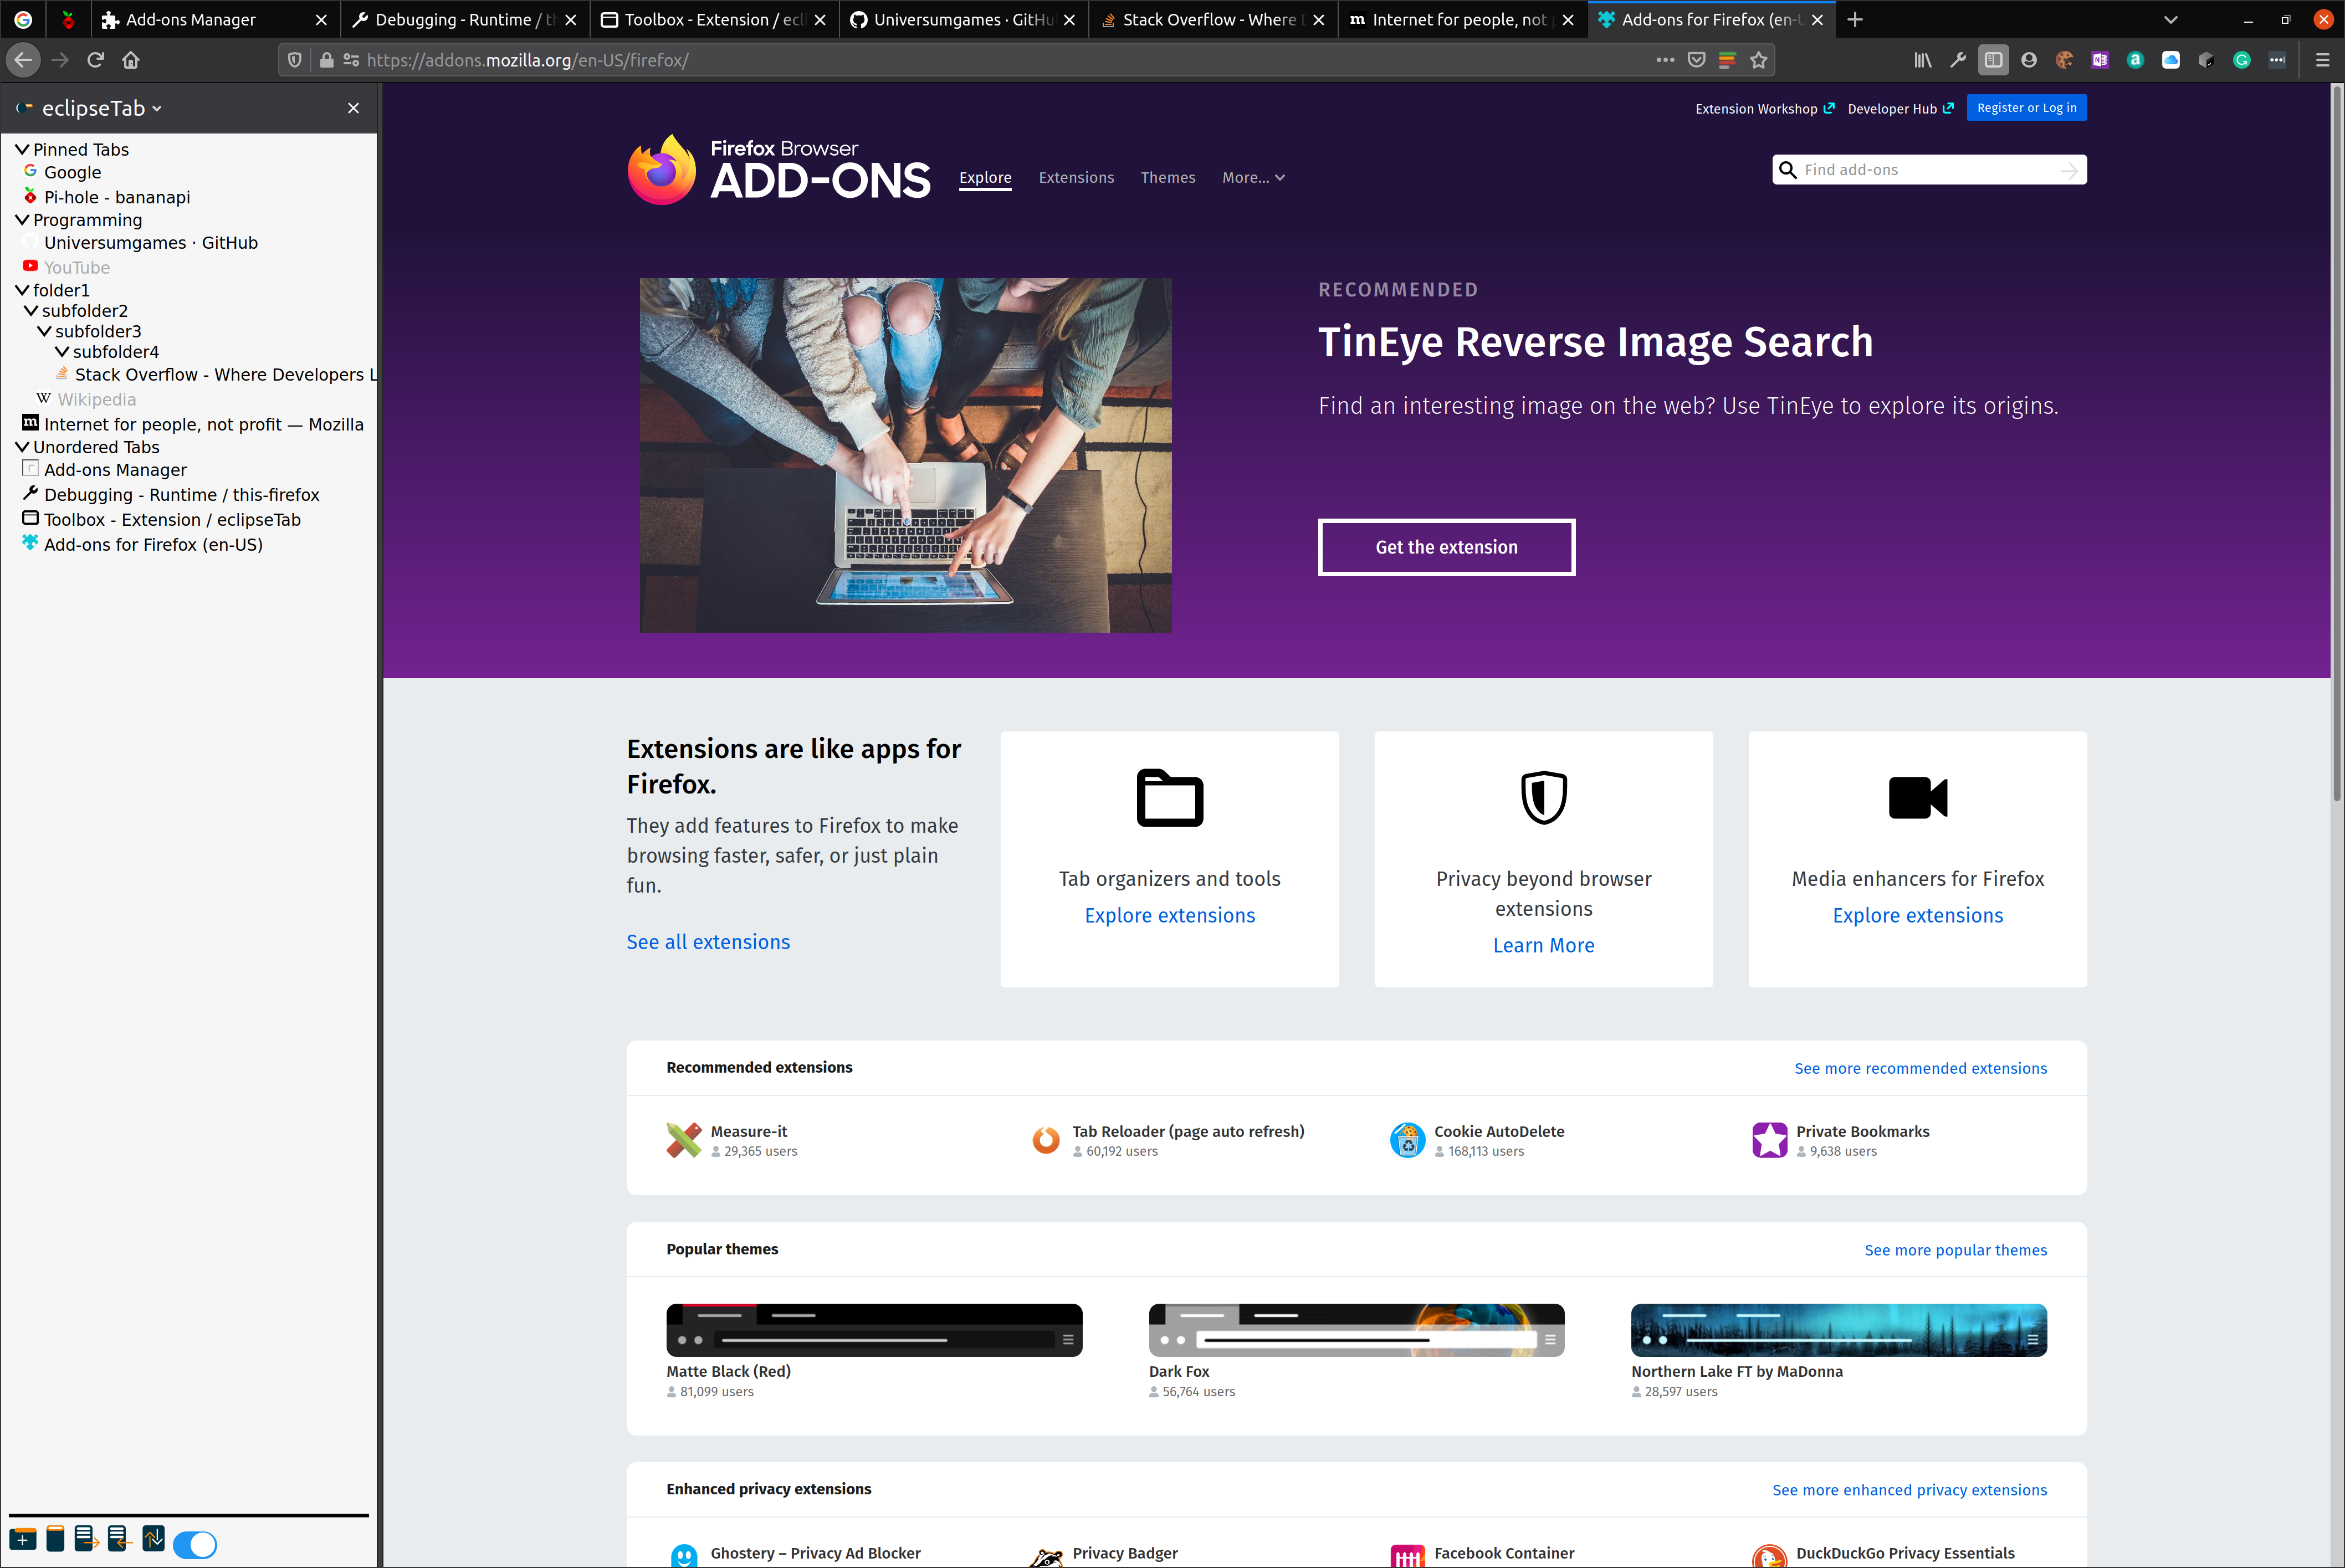 Add-ons Manager
Debugging - Runtime / th
Toolbox - Extension / ecl
Universumgames · GitHu
Stack Overflow - Where D
Internet for people, not p
Add-ons for Firefox (en-U
https://addons.mozilla.org/en-US/firefox/
eclipseTab
Pinned Tabs
Google
Pi-hole - bananapi
Programming
Universumgames · GitHub
YouTube
folder1
subfolder2
subfolder3
subfolder4
Stack Overflow - Where Developers L
Wikipedia
Internet for people, not profit — Mozilla
Unordered Tabs
Add-ons Manager
Debugging - Runtime / this-firefox
Toolbox - Extension / eclipseTab
Add-ons for Firefox (en-US)
Extension Workshop
Developer Hub
Register or Log in
Firefox Browser
ADD-ONS
Explore
Extensions
Themes
More...
Find add-ons
RECOMMENDED
TinEye Reverse Image Search
Find an interesting image on the web? Use TinEye to explore its origins.
Get the extension
Extensions are like apps for
Firefox.
They add features to Firefox to make
browsing faster, safer, or just plain
fun.
See all extensions
Tab organizers and tools
Explore extensions
Privacy beyond browser
extensions
Learn More
Media enhancers for Firefox
Explore extensions
Recommended extensions
See more recommended extensions
Measure-it
29,365 users
Tab Reloader (page auto refresh)
60,192 users
Cookie AutoDelete
168,113 users
Private Bookmarks
9,638 users
Popular themes
See more popular themes
Matte Black (Red)
81,099 users
Dark Fox
56,764 users
Northern Lake FT by MaDonna
28,597 users
Enhanced privacy extensions
See more enhanced privacy extensions
Ghostery – Privacy Ad Blocker
Privacy Badger
Facebook Container
DuckDuckGo Privacy Essentials